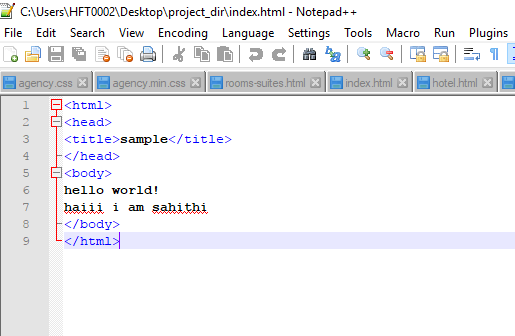 C:\Users\HFT0002\Desktop\project_dir\index.html - Notepad++
File Edit Search View Encoding Language Settings Tools Macro Run Plugins
agency.css agency.min.css rooms-suites.html index.html hotel.html
1 <html>
2 <head>
3 <title>sample</title>
4 </head>
5 <body>
6 hello world!
7 haiii i am sahithi
8 </body>
9 </html>